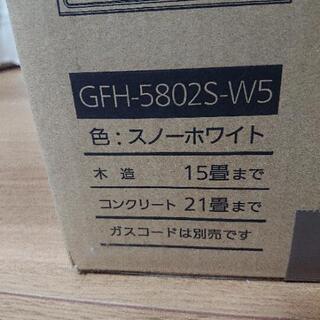 GFH-5802S-W5
色:スノーホワイト
木造 15畳まで
コンクリート 21畳まで
ガスコードは別売です